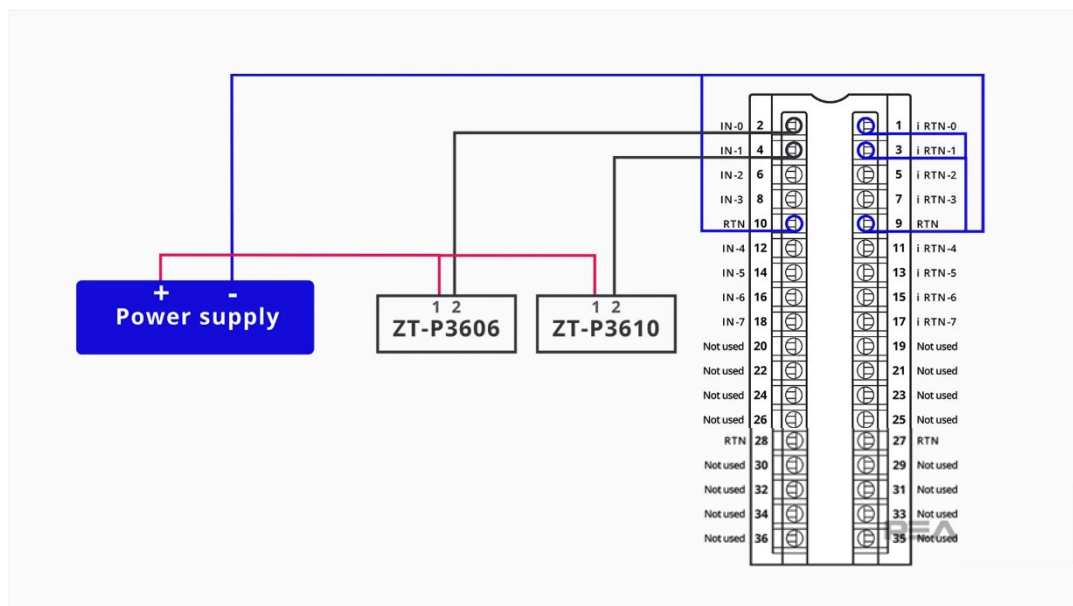 IN-0 2 1 i RTN-0
IN-1 4 3 i RTN-1
IN-2 6 5 i RTN-2
IN-3 8 7 i RTN-3
RTN 10 9 RTN
IN-4 12 11 i RTN-4
IN-5 14 13 i RTN-5
IN-6 16 15 i RTN-6
IN-7 18 17 i RTN-7
Not used 20 19 Not used
Not used 22 21 Not used
Not used 24 23 Not used
Not used 26 25 Not used
RTN 28 27 RTN
Not used 30 29 Not used
Not used 32 31 Not used
Not used 34 33 Not used
Not used 36 35 Not used
+ -
Power supply
1 2
ZT-P3606
1 2
ZT-P3610